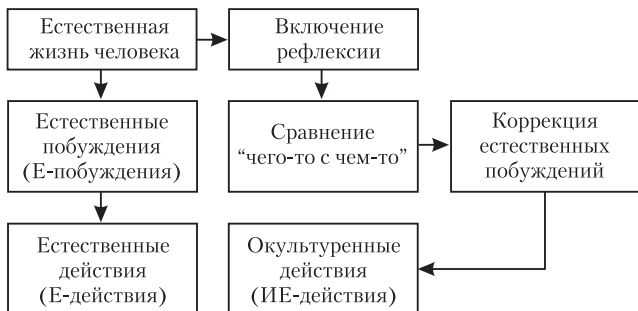 Естественная
жизнь человека
Включение
рефлексии
Естественные
побуждения
(Е-побуждения)
Сравнение
“чего-то с чем-то”
Коррекция
естественных
побуждений
Естественные
действия
(Е-действия)
Окультуренные
действия
(ИЕ-действия)